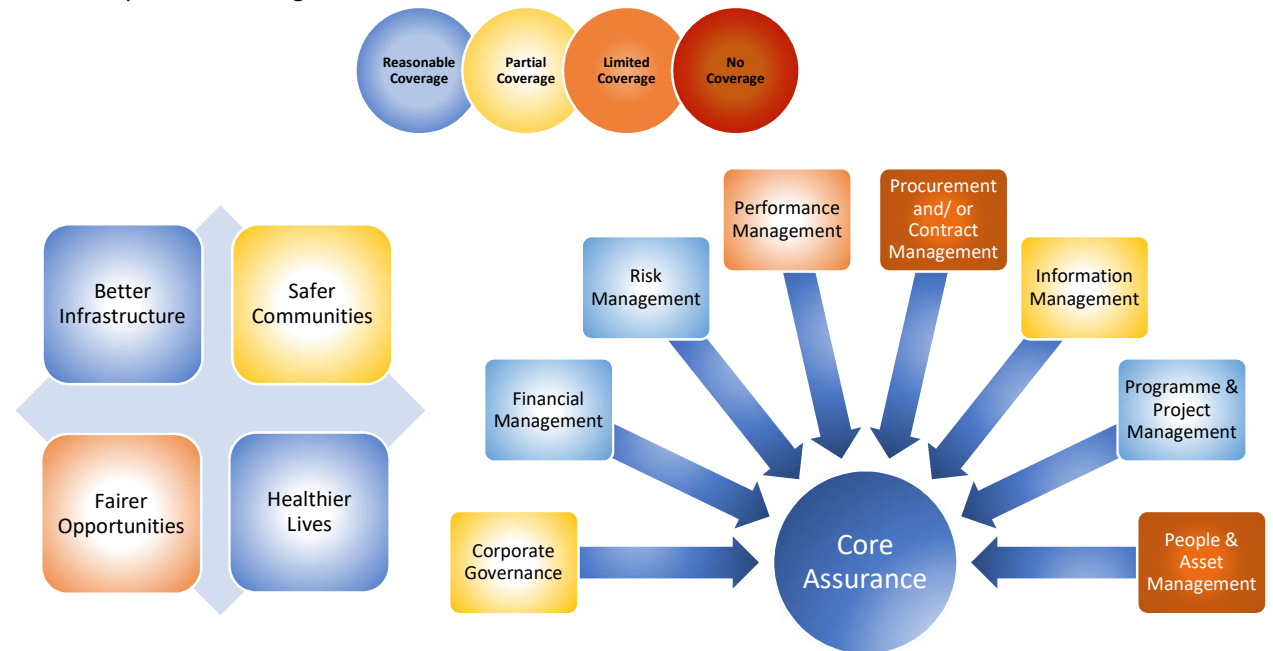 Reasonable
Coverage
Partial
Coverage
Limited
Coverage
No
Coverage
Better
Infrastructure
Safer
Communities
Fairer
Opportunities
Healthier
Lives
Corporate
Governance
Financial
Management
Risk
Management
Performance
Management
Procurement
and/ or
Contract
Management
Information
Management
Programme &
Project
Management
People &
Asset
Management
Core
Assurance